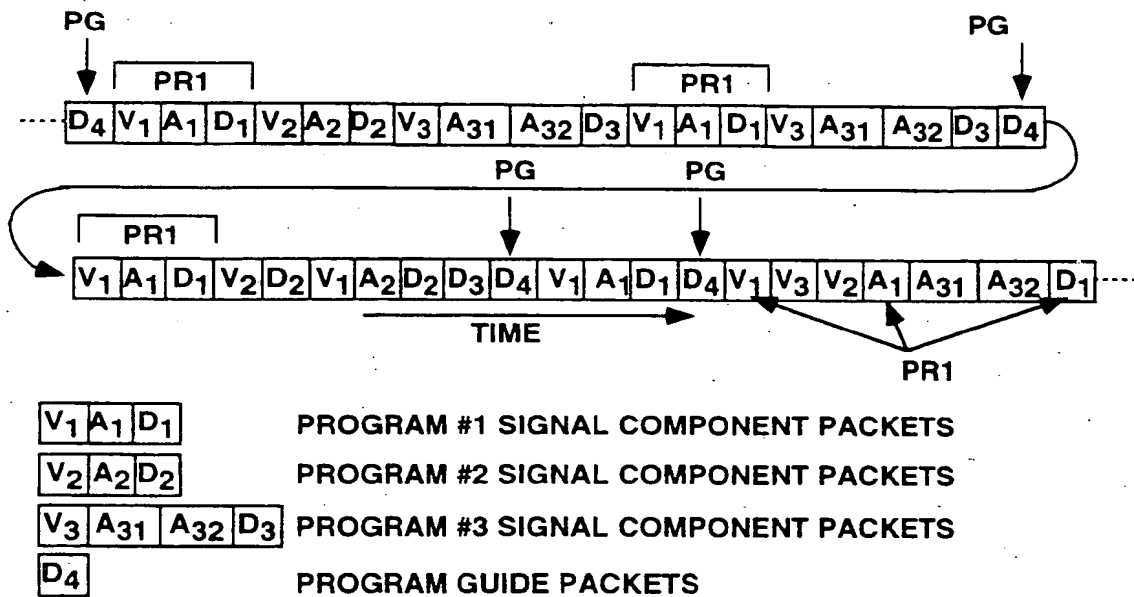 PG PG
PR1 PR1
D4 V1 A1 D1 V2 A2 D2 V3 A31 A32 D3 V1 A1 D1 V3 A31 A32 D3 D4
PG PG
PR1
V1 A1 D1 V2 D2 V1 A2 D2 D3 D4 V1 A1 D1 D4 V1 V3 V2 A1 A31 A32 D1
TIME
PR1
V1 A1 D1 PROGRAM #1 SIGNAL COMPONENT PACKETS
V2 A2 D2 PROGRAM #2 SIGNAL COMPONENT PACKETS
V3 A31 A32 D3 PROGRAM #3 SIGNAL COMPONENT PACKETS
D4 PROGRAM GUIDE PACKETS